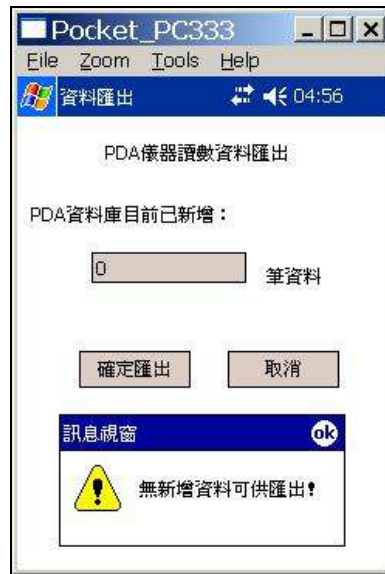 Pocket_PC333
File Zoom Tools Help
資料匯出 04:56
PDA儀器讀數資料匯出
PDA資料庫目前已新增：
0 筆資料
確定匯出 取消
訊息視窗 ok
無新增資料可供匯出!